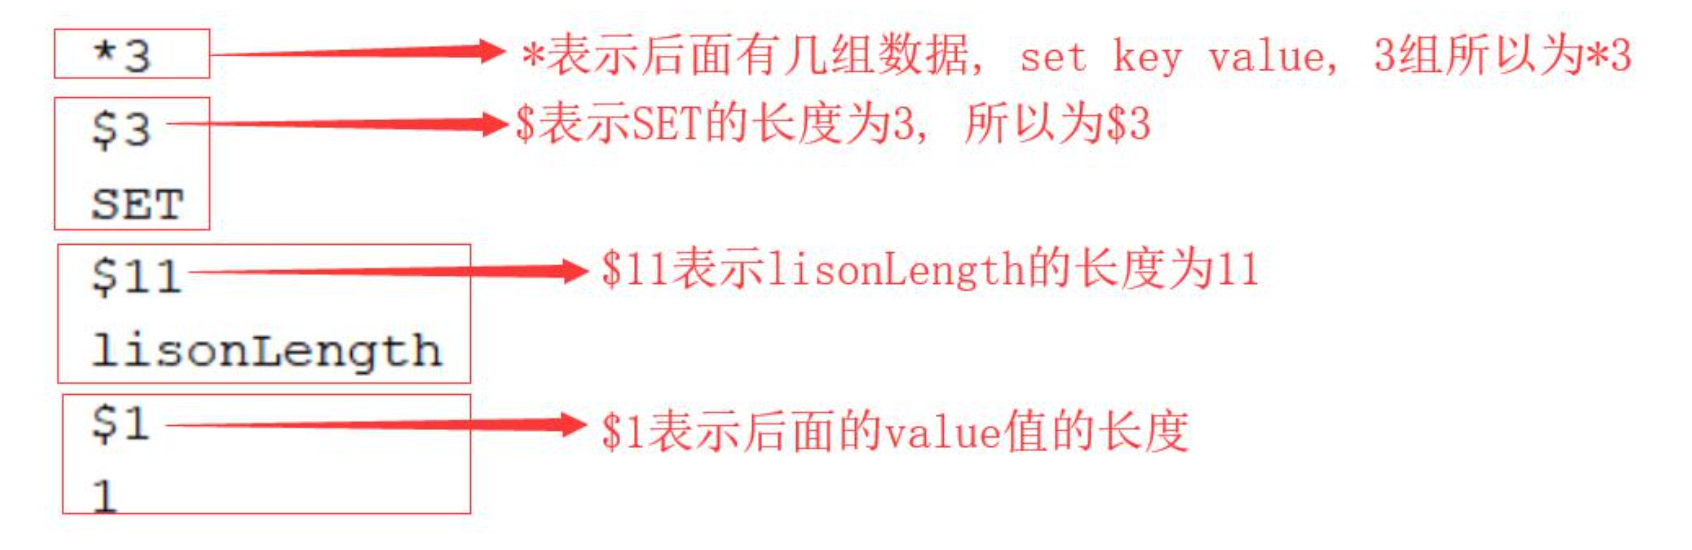 *3
*表示后面有几组数据, set key value, 3组所以为*3
$3
$表示SET的长度为3, 所以为$3
SET
$11
$11表示lisonLength的长度为11
lisonLength
$1
$1表示后面的value值的长度
1